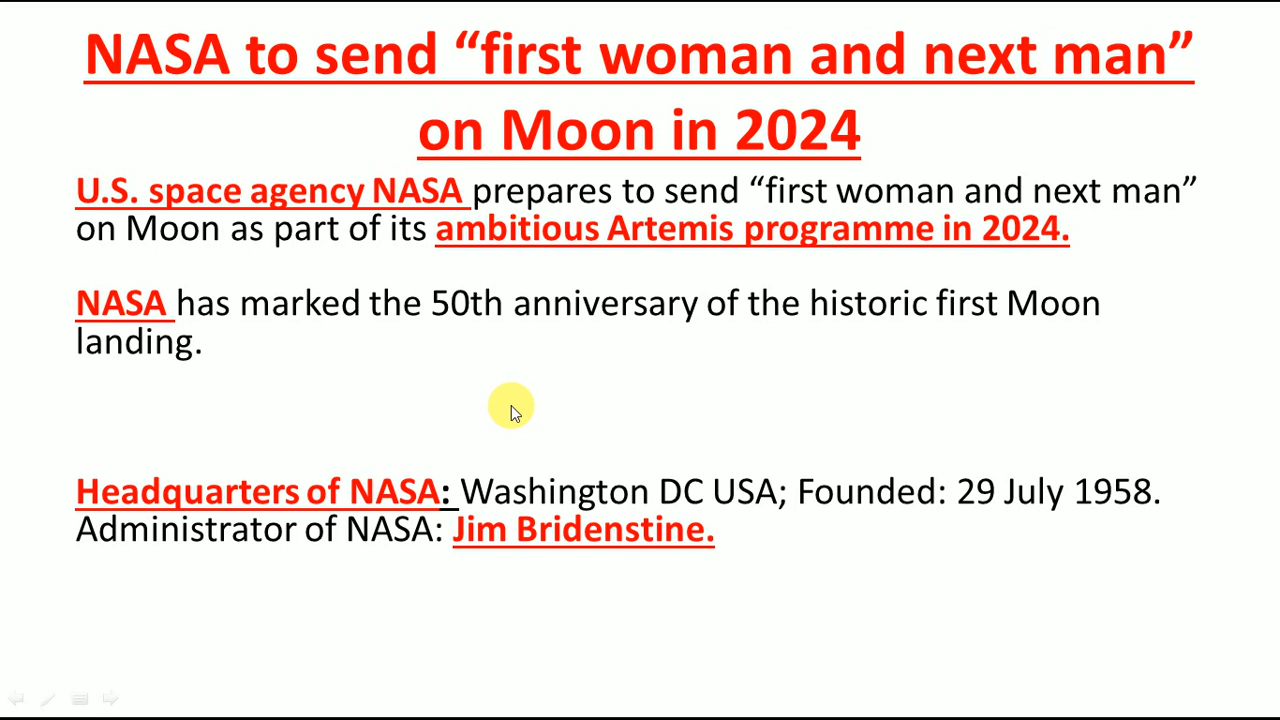 NASA to send “first woman and next man”
on Moon in 2024
U.S. space agency NASA prepares to send “first woman and next man”
on Moon as part of its ambitious Artemis programme in 2024.
NASA has marked the 50th anniversary of the historic first Moon
landing.
Headquarters of NASA: Washington DC USA; Founded: 29 July 1958.
Administrator of NASA: Jim Bridenstine.